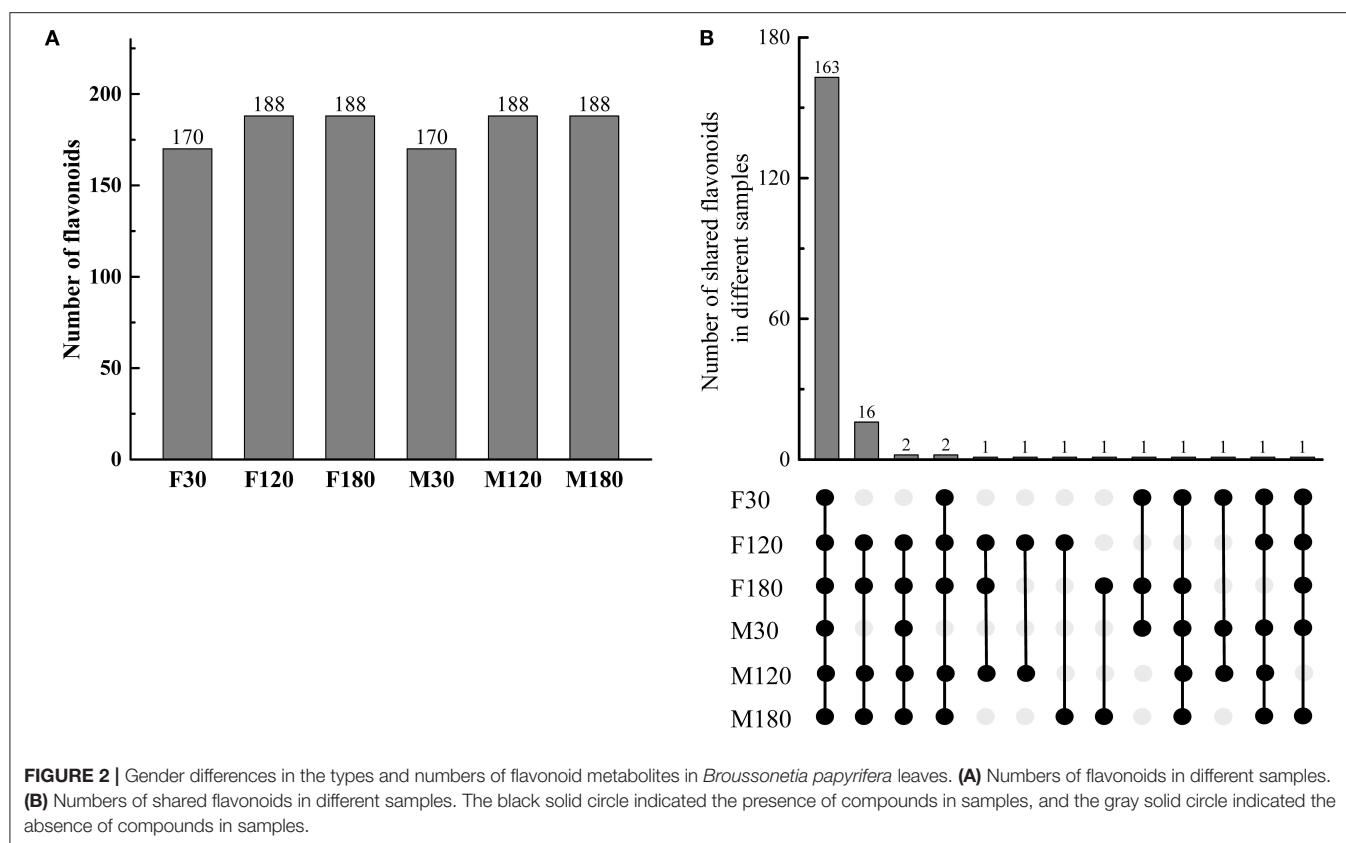 A
Number of flavonoids
200
150
100
50
0
170
188
188
170
188
188
F30 F120 F180 M30 M120 M180
B
Number of shared flavonoids
in different samples
180
120
60
0
163
16
2
2
1
1
1
1
1
1
1
1
1
F30
F120
F180
M30
M120
M180
FIGURE 2 | Gender differences in the types and numbers of flavonoid metabolites in Broussonetia papyrifera leaves. (A) Numbers of flavonoids in different samples.
(B) Numbers of shared flavonoids in different samples. The black solid circle indicated the presence of compounds in samples, and the gray solid circle indicated the
absence of compounds in samples.